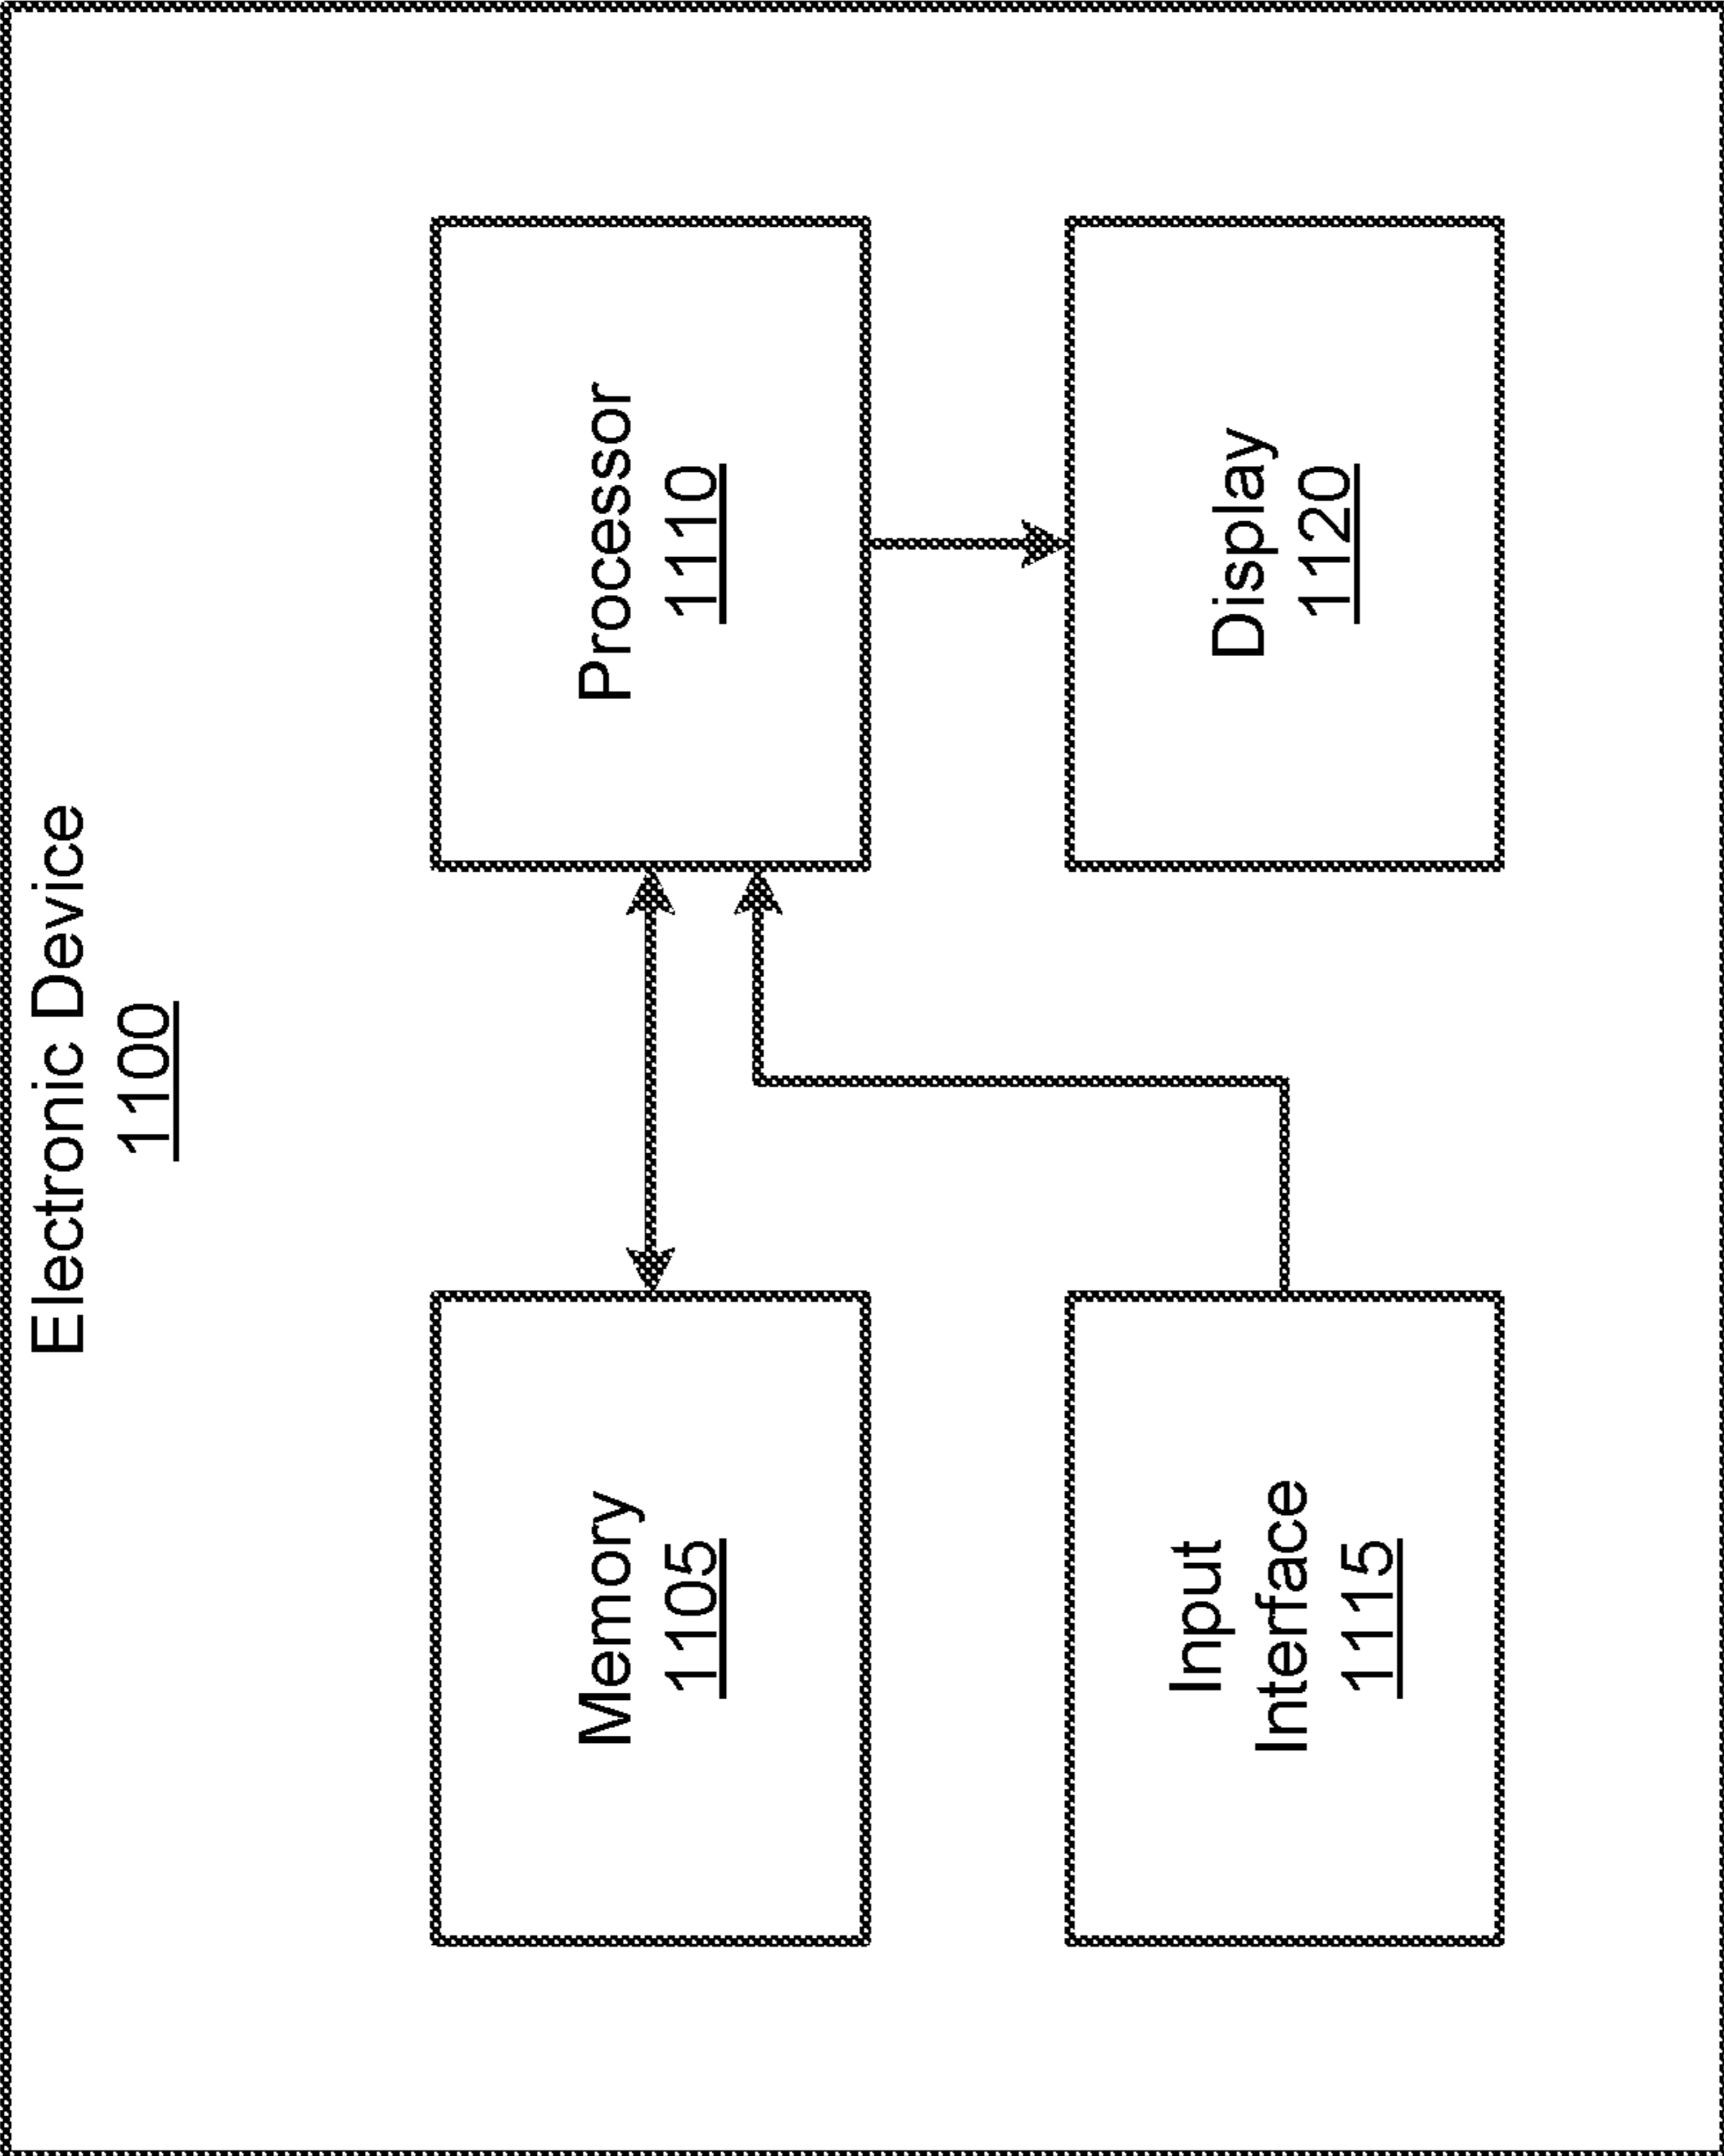 Electronic Device
1100
Memory
1105
Processor
1110
Input
Interface
1115
Display
1120